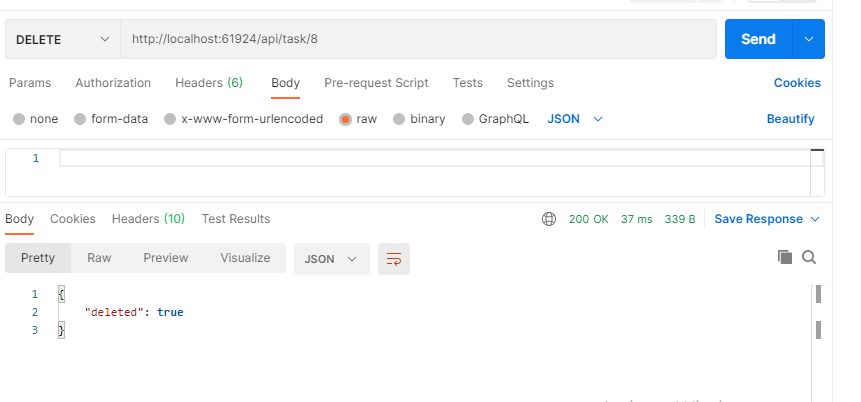 DELETE http://localhost:61924/api/task/8 Send
Params Authorization Headers (6) Body Pre-request Script Tests Settings Cookies
none form-data x-www-form-urlencoded raw binary GraphQL JSON Beautify
1
Body Cookies Headers (10) Test Results 200 OK 37 ms 339 B Save Response
Pretty Raw Preview Visualize JSON
1 {
2 "deleted": true
3 }